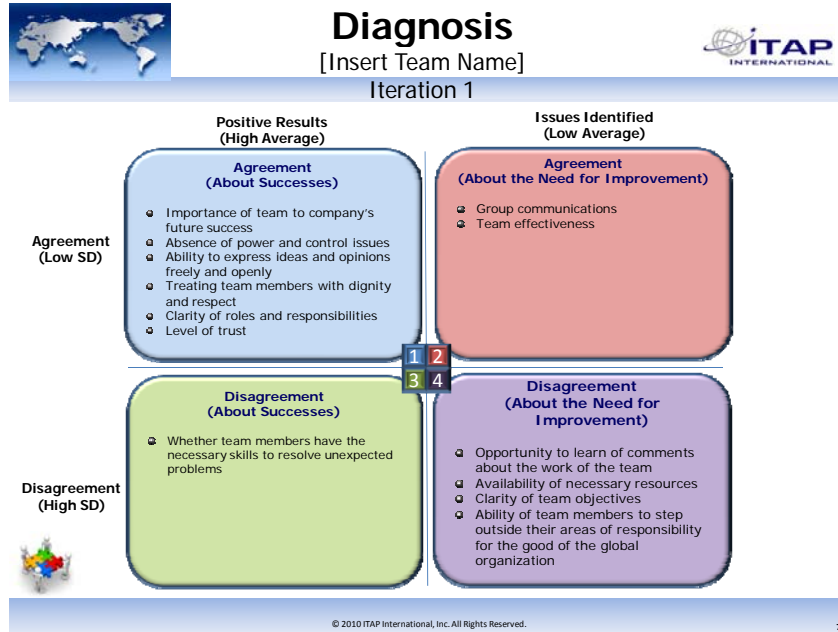 Diagnosis
[Insert Team Name]
Iteration 1
iTAP
INTERNATIONAL
Positive Results
(High Average)
Issues Identified
(Low Average)
Agreement
(Low SD)
Agreement
(About Successes)
Importance of team to company's
future success
Absence of power and control issues
Ability to express ideas and opinions
freely and openly
Treating team members with dignity
and respect
Clarity of roles and responsibilities
Level of trust
Agreement
(About the Need for Improvement)
Group communications
Team effectiveness
1 2
3 4
Disagreement
(High SD)
Disagreement
(About Successes)
Whether team members have the
necessary skills to resolve unexpected
problems
Disagreement
(About the Need for
Improvement)
Opportunity to learn of comments
about the work of the team
Availability of necessary resources
Clarity of team objectives
Ability of team members to step
outside their areas of responsibility
for the good of the global
organization
© 2010 ITAP International, Inc. All Rights Reserved.